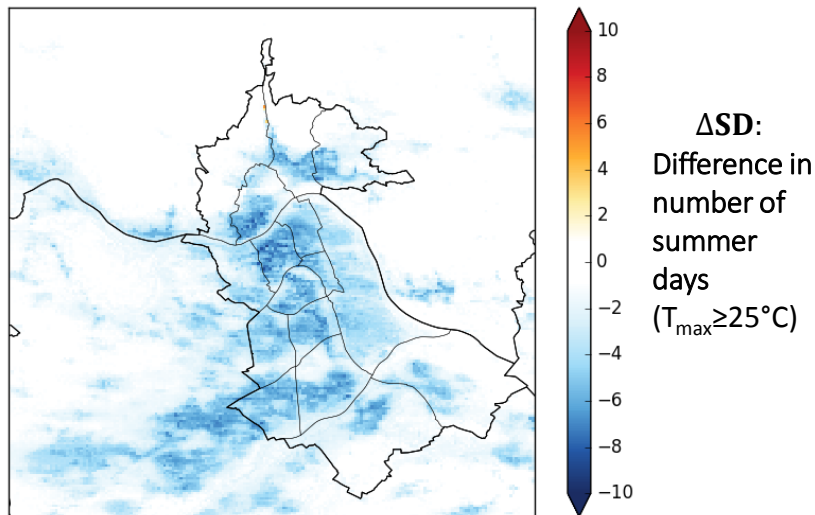 10
8
6
4
2
0
−2
−4
−6
−8
−10
ΔSD:
Difference in
number of
summer
days
(Tmax≥25°C)